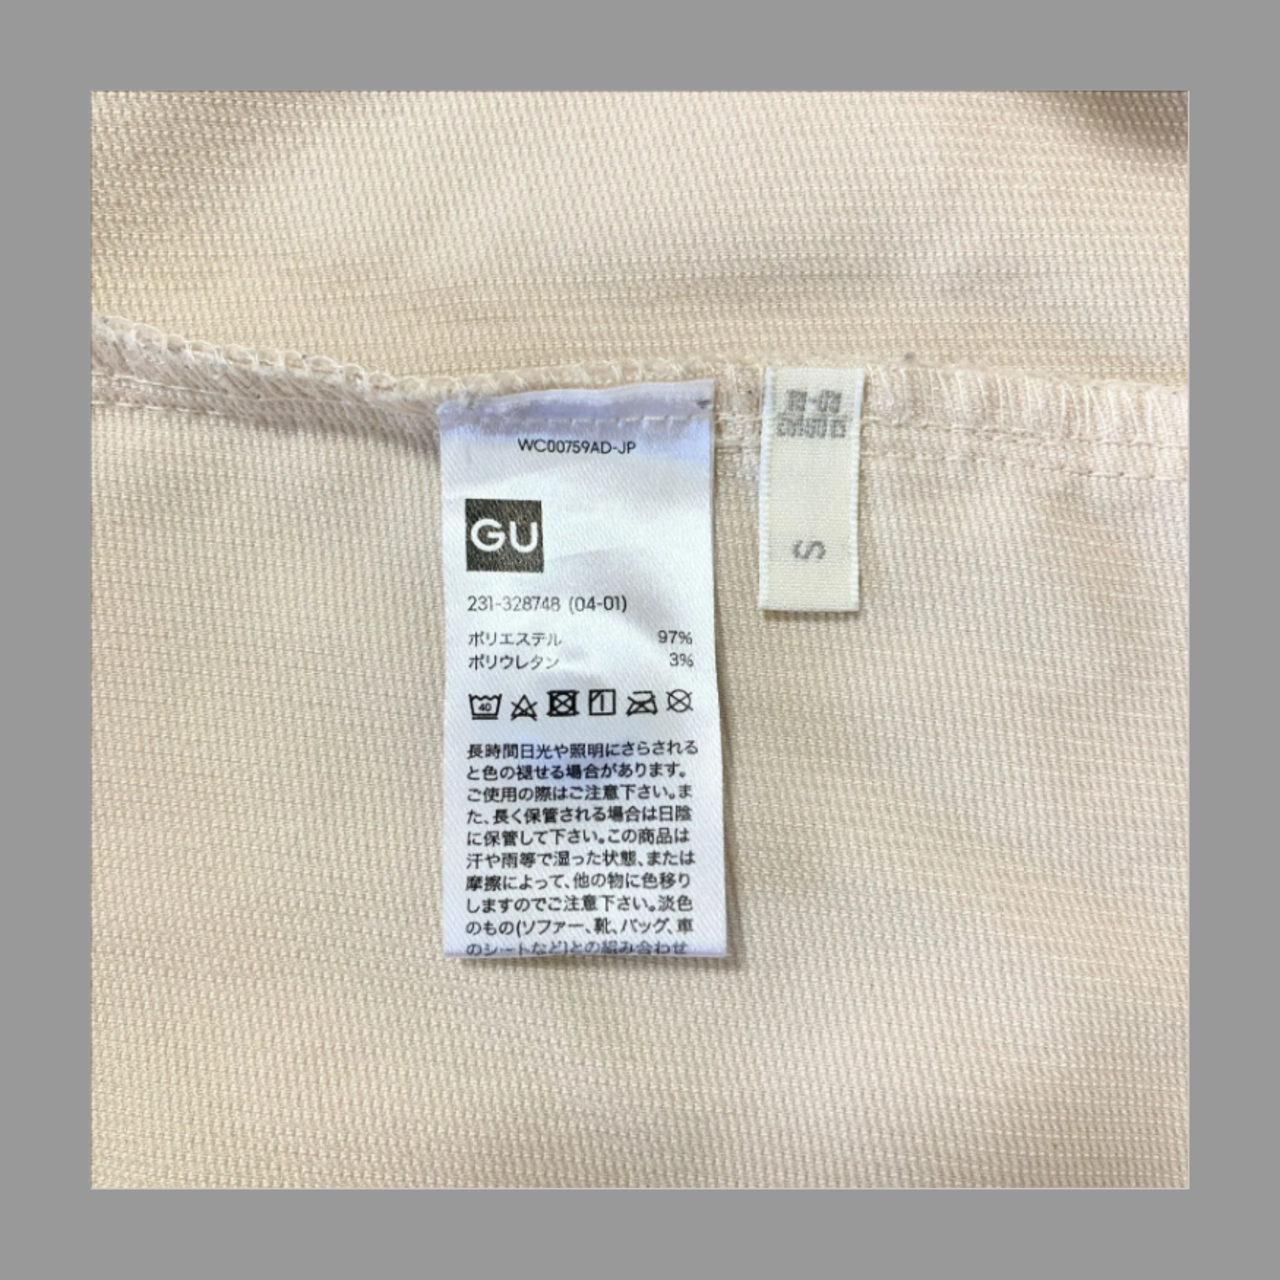 WC00759AD-JP
GU
231-328748 (04-01)
ポリエステル 97%
ポリウレタン 3%
40
長時間日光や照明にさらされる
と色の褪せる場合があります。
ご使用の際はご注意下さい。ま
た、長く保管される場合は日陰
に保管して下さい。この商品は
汗や雨等で湿った状態、または
摩擦によって、他の物に色移り
しますのでご注意下さい。淡色
のもの(ソファー、靴、バッグ、車
のシートなど)との組み合わせ
S